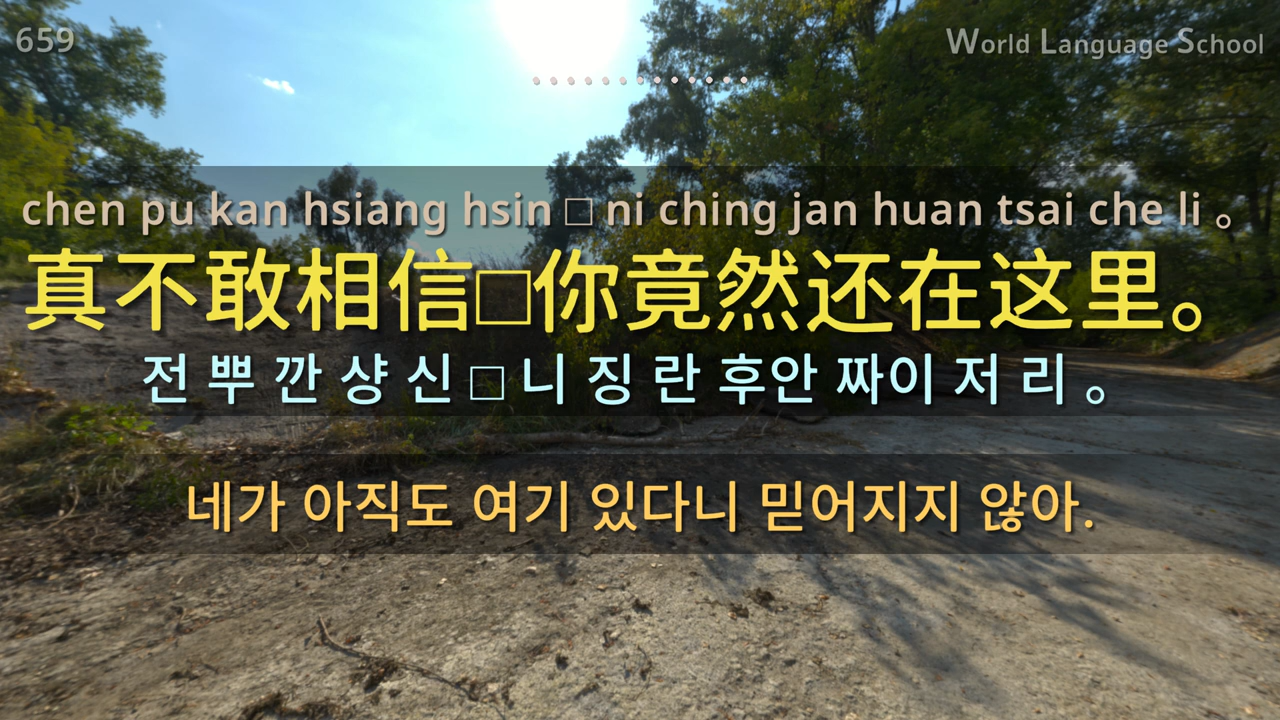 659
World Language School
chen pu kan hsiang hsin □ ni ching jan huan tsai che li 。
真不敢相信□你竟然还在这里。
전 뿌 깐 샹 신 □ 니 징 란 후안 짜이 저 리 。
네가 아직도 여기 있다니 믿어지지 않아.